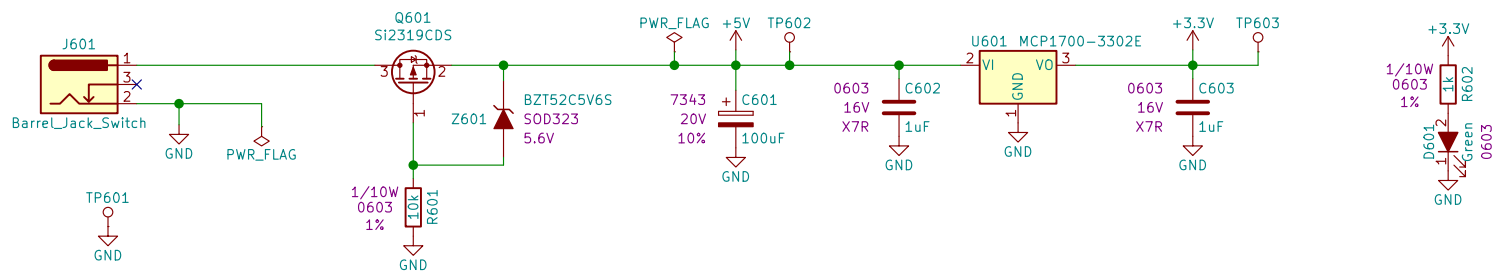 J601
1
3
2
Barrel_Jack_Switch
GND
PWR_FLAG
TP601
GND
Q601
Si2319CDS
3
2
1
1/10W
0603
1%
10k
R601
GND
Z601
BZT52C5V6S
SOD323
5.6V
PWR_FLAG
+5V
TP602
7343
20V
10%
+
C601
100uF
GND
0603
16V
X7R
C602
1uF
GND
U601 MCP1700-3302E
2
VI
VO
3
GND
1
GND
+3.3V
TP603
0603
16V
X7R
C603
1uF
GND
+3.3V
1/10W
0603
1%
1k
R602
2
D601
1
Green
0603
GND